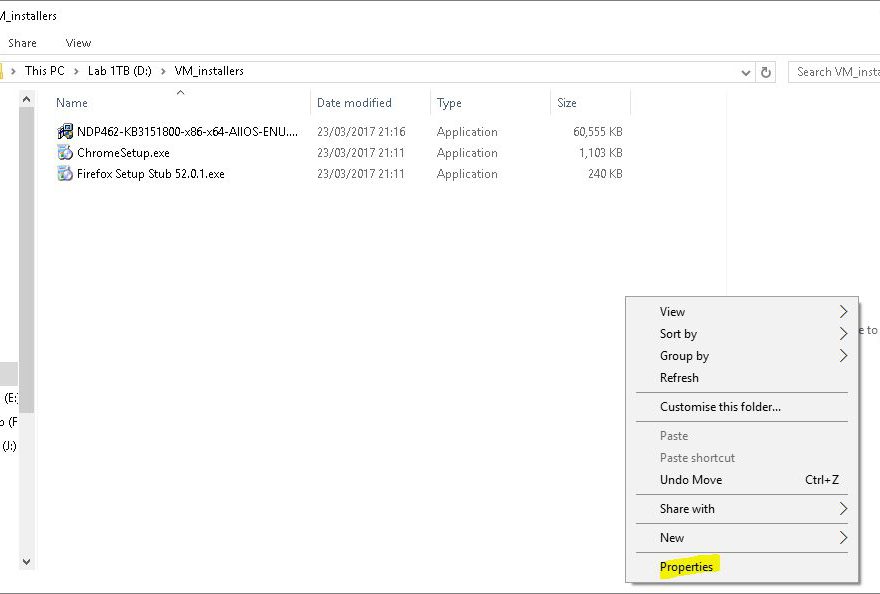 M_installers
Share View
This PC > Lab 1TB (D:) > VM_installers
Search VM_insta
Name Date modified Type Size
NDP462-KB3151800-x86-x64-AllOS-ENU.... 23/03/2017 21:16 Application 60,555 KB
ChromeSetup.exe 23/03/2017 21:11 Application 1,103 KB
Firefox Setup Stub 52.0.1.exe 23/03/2017 21:11 Application 240 KB
View
e to
Sort by
Group by
Refresh
(E:
Customise this folder...
(F
Paste
(J:)
Paste shortcut
Undo Move Ctrl+Z
Share with
New
Properties